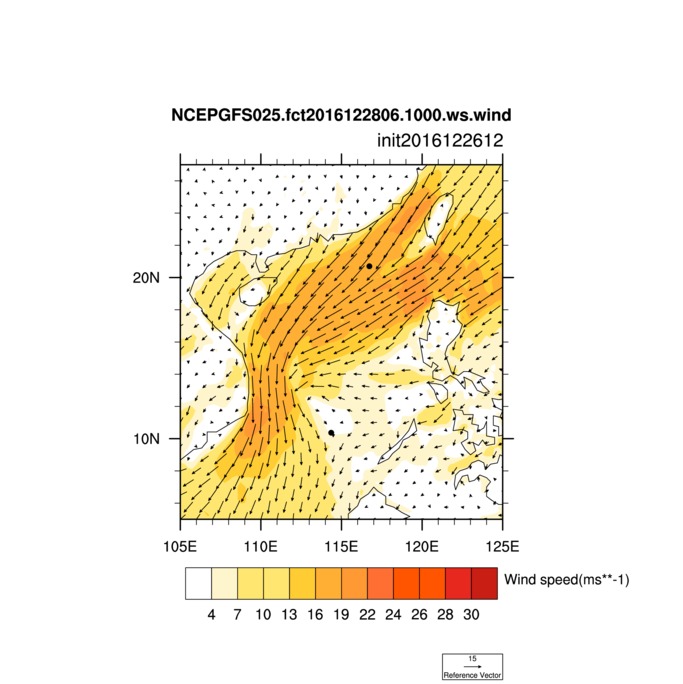 NCEPGFS025.fct2016122806.1000.ws.wind
init2016122612
20N
10N
105E 110E 115E 120E 125E
Wind speed(ms**-1)
4 7 10 13 16 19 22 24 26 28 30
15
Reference Vector